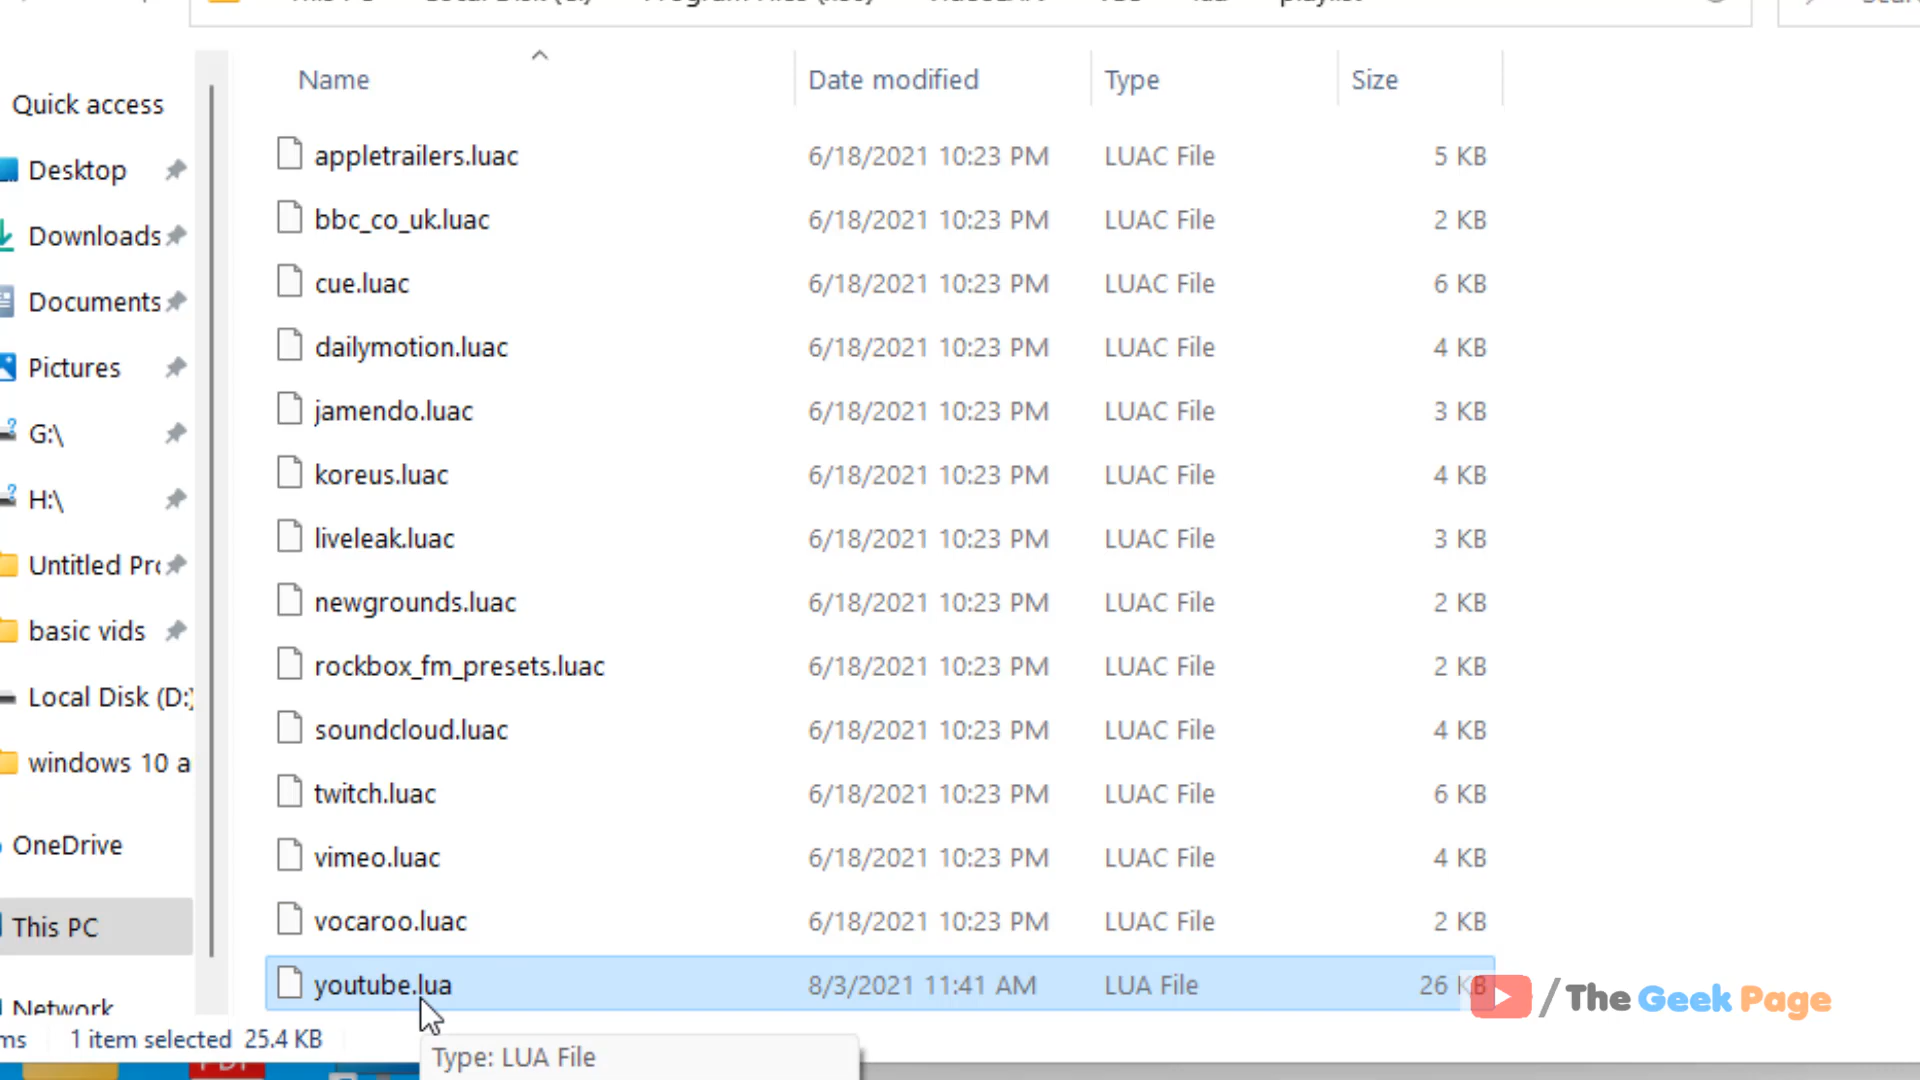 playlist
Name Date modified Type Size
Quick access
appletrailers.luac 6/18/2021 10:23 PM LUAC File 5 KB
Desktop
bbc_co_uk.luac 6/18/2021 10:23 PM LUAC File 2 KB
Downloads
cue.luac 6/18/2021 10:23 PM LUAC File 6 KB
Documents
dailymotion.luac 6/18/2021 10:23 PM LUAC File 4 KB
Pictures
jamendo.luac 6/18/2021 10:23 PM LUAC File 3 KB
G:\
koreus.luac 6/18/2021 10:23 PM LUAC File 4 KB
H:\
liveleak.luac 6/18/2021 10:23 PM LUAC File 3 KB
Untitled Pro
newgrounds.luac 6/18/2021 10:23 PM LUAC File 2 KB
basic vids
rockbox_fm_presets.luac 6/18/2021 10:23 PM LUAC File 2 KB
Local Disk (D:)
soundcloud.luac 6/18/2021 10:23 PM LUAC File 4 KB
windows 10 a
twitch.luac 6/18/2021 10:23 PM LUAC File 6 KB
OneDrive
vimeo.luac 6/18/2021 10:23 PM LUAC File 4 KB
This PC
vocaroo.luac 6/18/2021 10:23 PM LUAC File 2 KB
youtube.lua 8/3/2021 11:41 AM LUA File 26 KB
/The Geek Page
Network
ms 1 item selected 25.4 KB
Type: LUA File
PDF